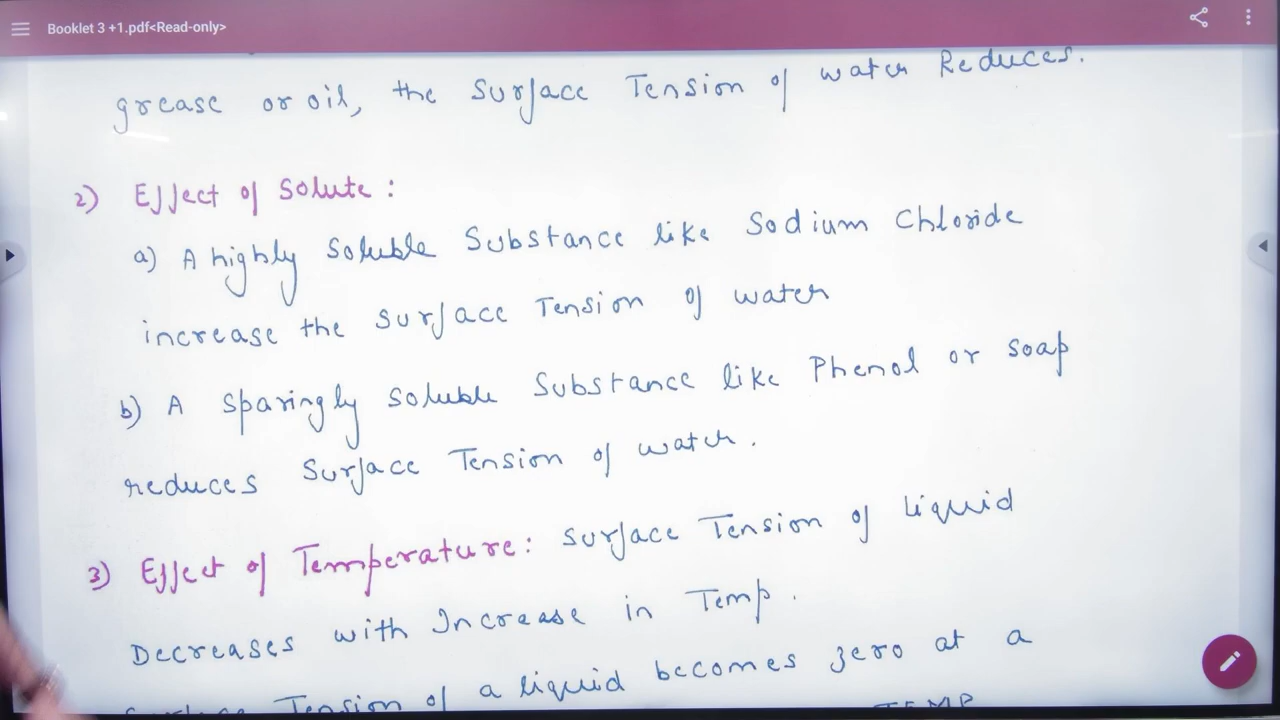 Booklet 3 +1.pdf<Read-only>
grease or oil, the Surface Tension of water Reduces.
2) Effect of Solute :
a) A highly Soluble Substance like Sodium Chloride
increase the surface Tension of water
b) A sparingly soluble Substance like Phenol or soap
reduces Surface Tension of water.
3) Effect of Temperature: Surface Tension of liquid
Decreases with Increase in Temp.
Surface Tension of a liquid becomes zero at a
TEMP